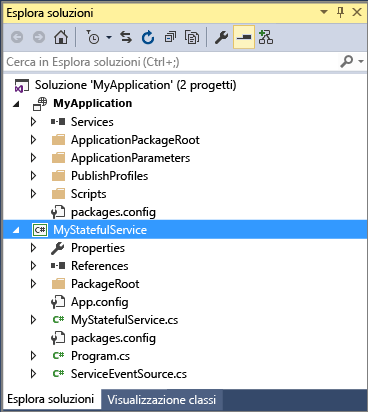 Esplora soluzioni
Cerca in Esplora soluzioni (Ctrl+;)
Soluzione 'MyApplication' (2 progetti)
MyApplication
Services
ApplicationPackageRoot
ApplicationParameters
PublishProfiles
Scripts
packages.config
C# MyStatefulService
Properties
References
PackageRoot
App.config
C# MyStatefulService.cs
packages.config
C# Program.cs
C# ServiceEventSource.cs
Esplora soluzioni Visualizzazione classi